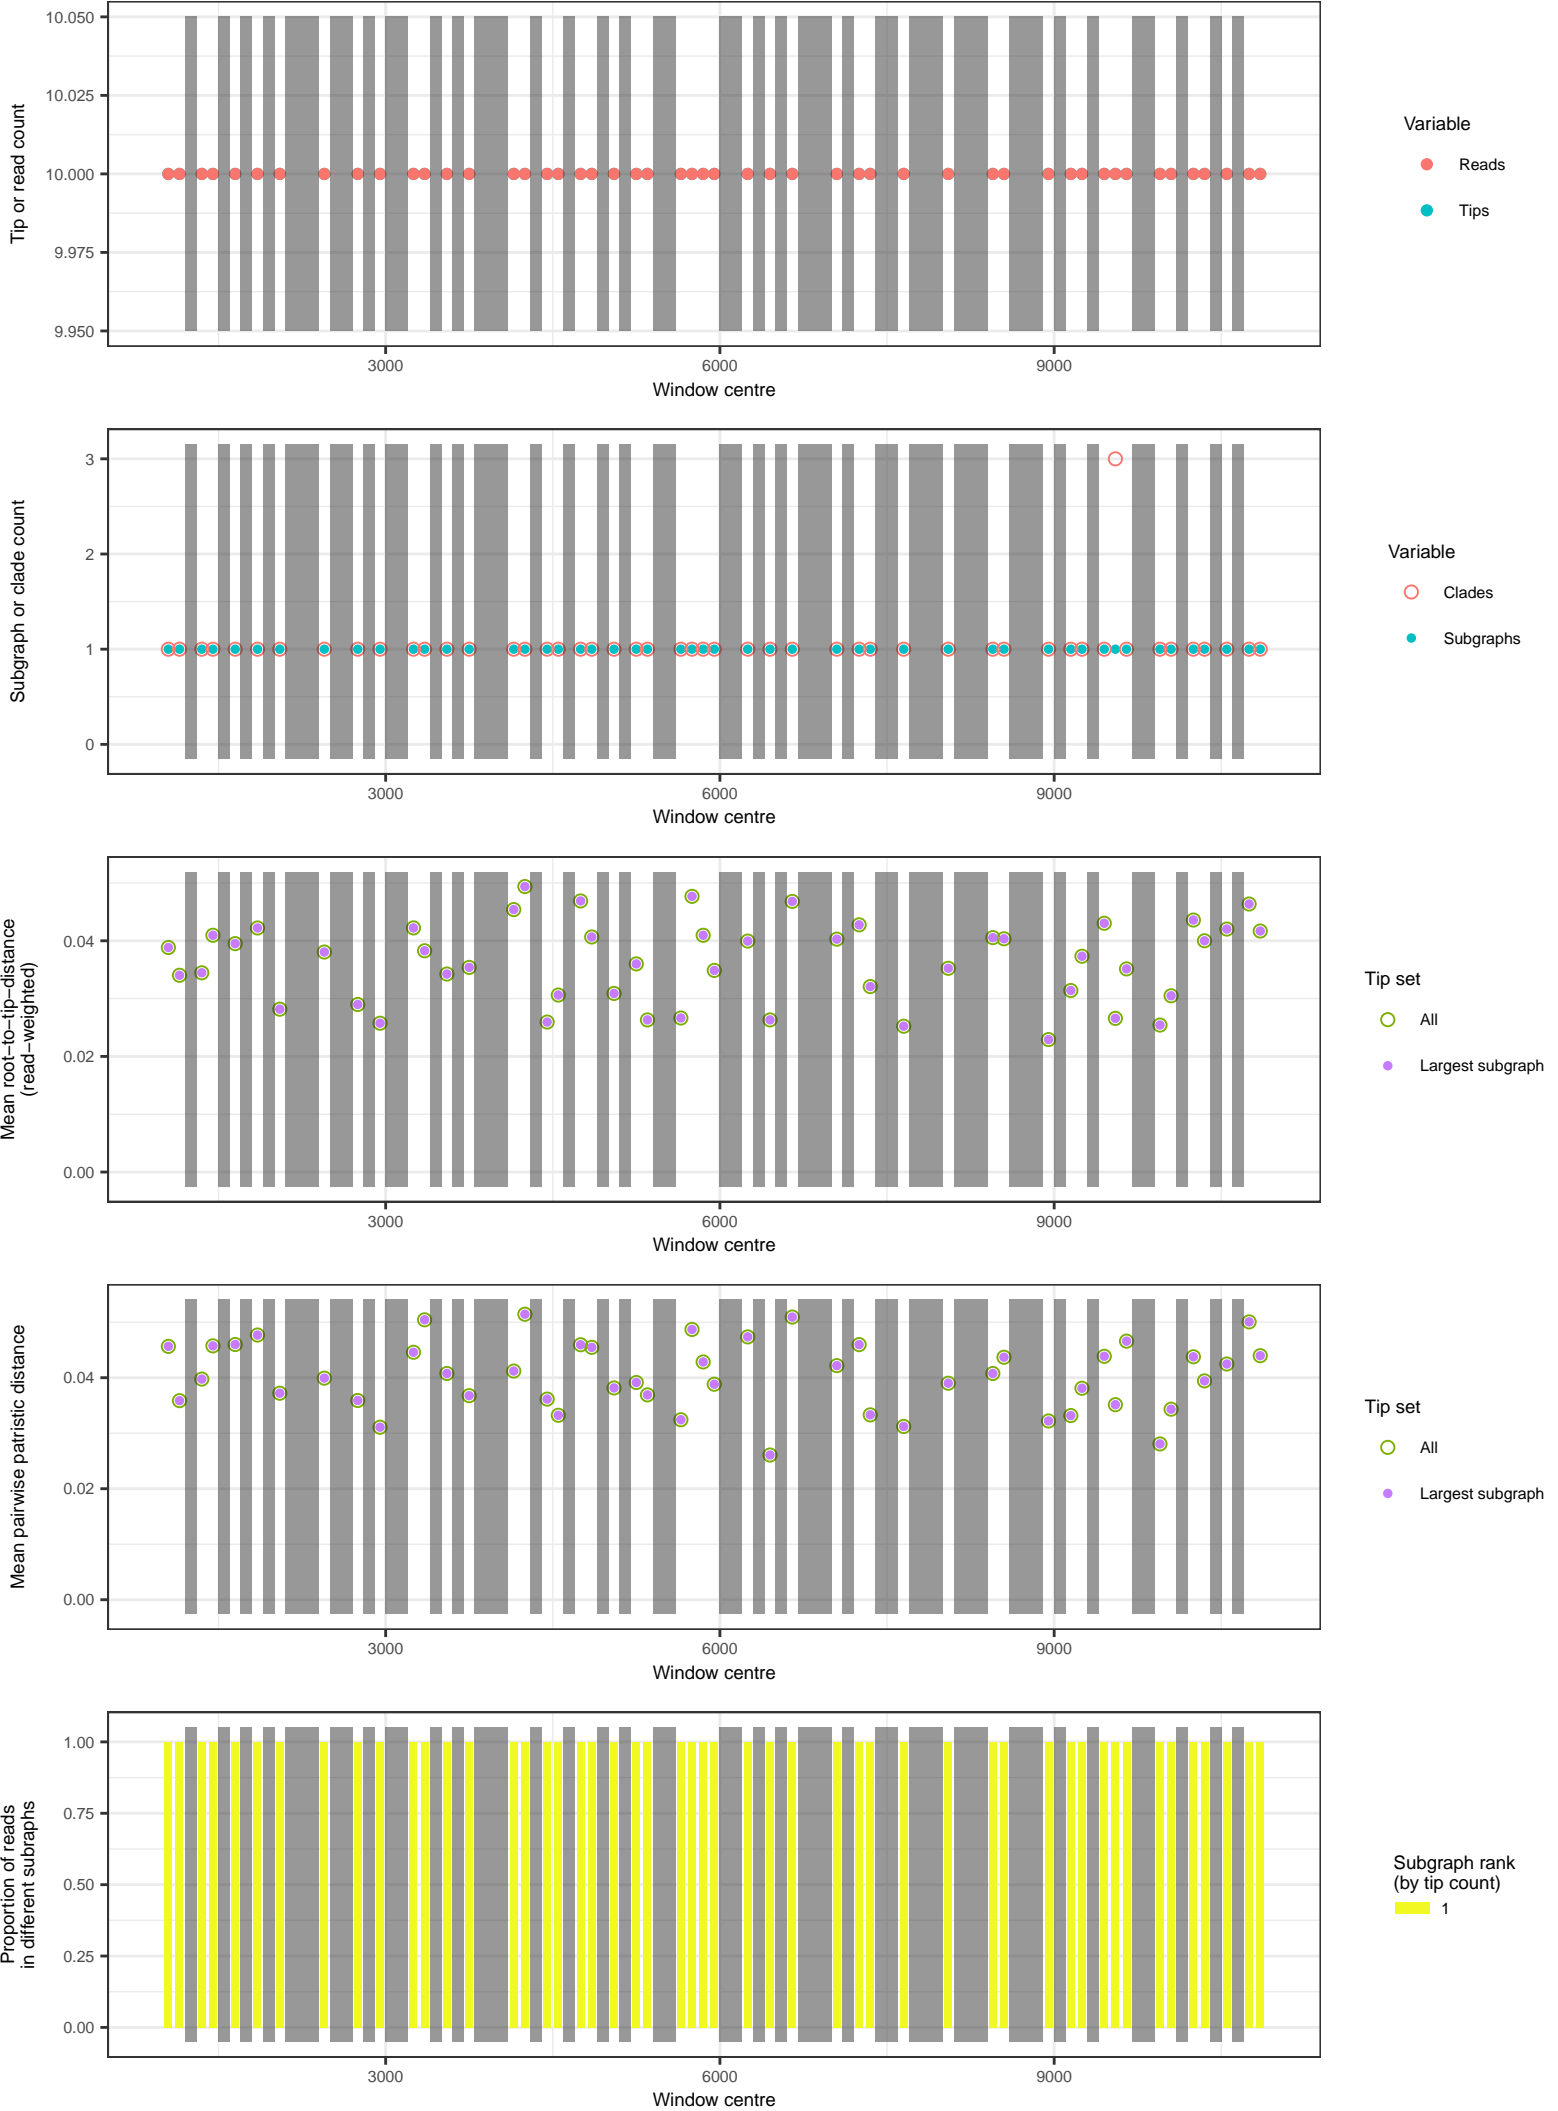 10.050
10.025
10.000
9.975
9.950
Tip or read count
3000
6000
9000
Window centre
Variable
Reads
Tips
3
2
1
0
Subgraph or clade count
3000
6000
9000
Window centre
Variable
Clades
Subgraphs
0.04
0.02
0.00
Mean root−to−tip−distance
(read−weighted)
3000
6000
9000
Window centre
Tip set
All
Largest subgraph
0.04
0.02
0.00
Mean pairwise patristic distance
3000
6000
9000
Window centre
Tip set
All
Largest subgraph
1.00
0.75
0.50
0.25
0.00
Proportion of reads
in different subraphs
3000
6000
9000
Window centre
Subgraph rank
(by tip count)
1